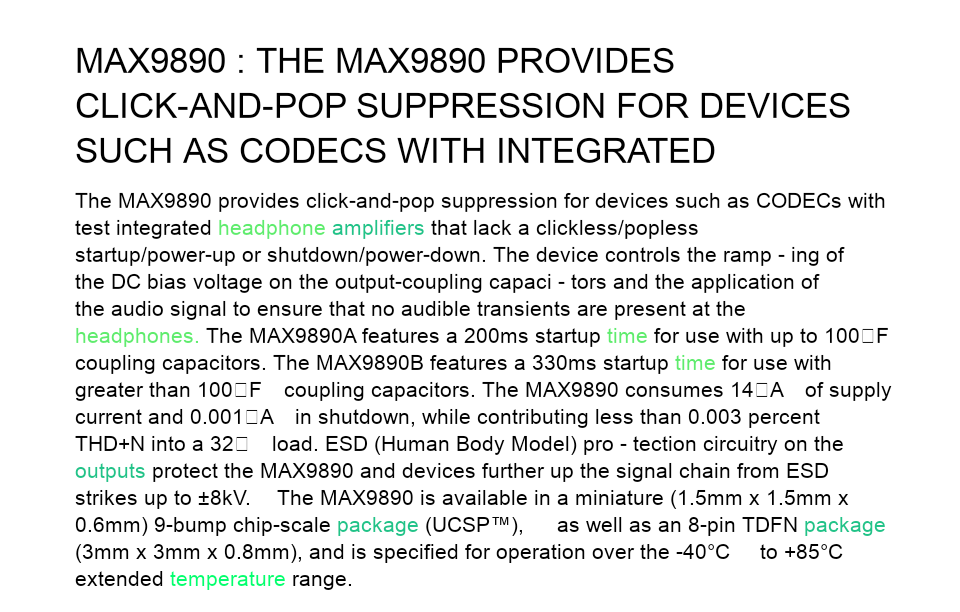 MAX9890 : THE MAX9890 PROVIDES
CLICK-AND-POP SUPPRESSION FOR DEVICES
SUCH AS CODECS WITH INTEGRATED
The MAX9890 provides click-and-pop suppression for devices such as CODECs with
test integrated headphone amplifiers that lack a clickless/popless
startup/power-up or shutdown/power-down. The device controls the ramp - ing of
the DC bias voltage on the output-coupling capaci - tors and the application of
the audio signal to ensure that no audible transients are present at the
headphones. The MAX9890A features a 200ms startup time for use with up to 100□F
coupling capacitors. The MAX9890B features a 330ms startup time for use with
greater than 100□F coupling capacitors. The MAX9890 consumes 14□A of supply
current and 0.001□A in shutdown, while contributing less than 0.003 percent
THD+N into a 32□ load. ESD (Human Body Model) pro - tection circuitry on the
outputs protect the MAX9890 and devices further up the signal chain from ESD
strikes up to ±8kV. The MAX9890 is available in a miniature (1.5mm x 1.5mm x
0.6mm) 9-bump chip-scale package (UCSP™), as well as an 8-pin TDFN package
(3mm x 3mm x 0.8mm), and is specified for operation over the -40°C to +85°C
extended temperature range.